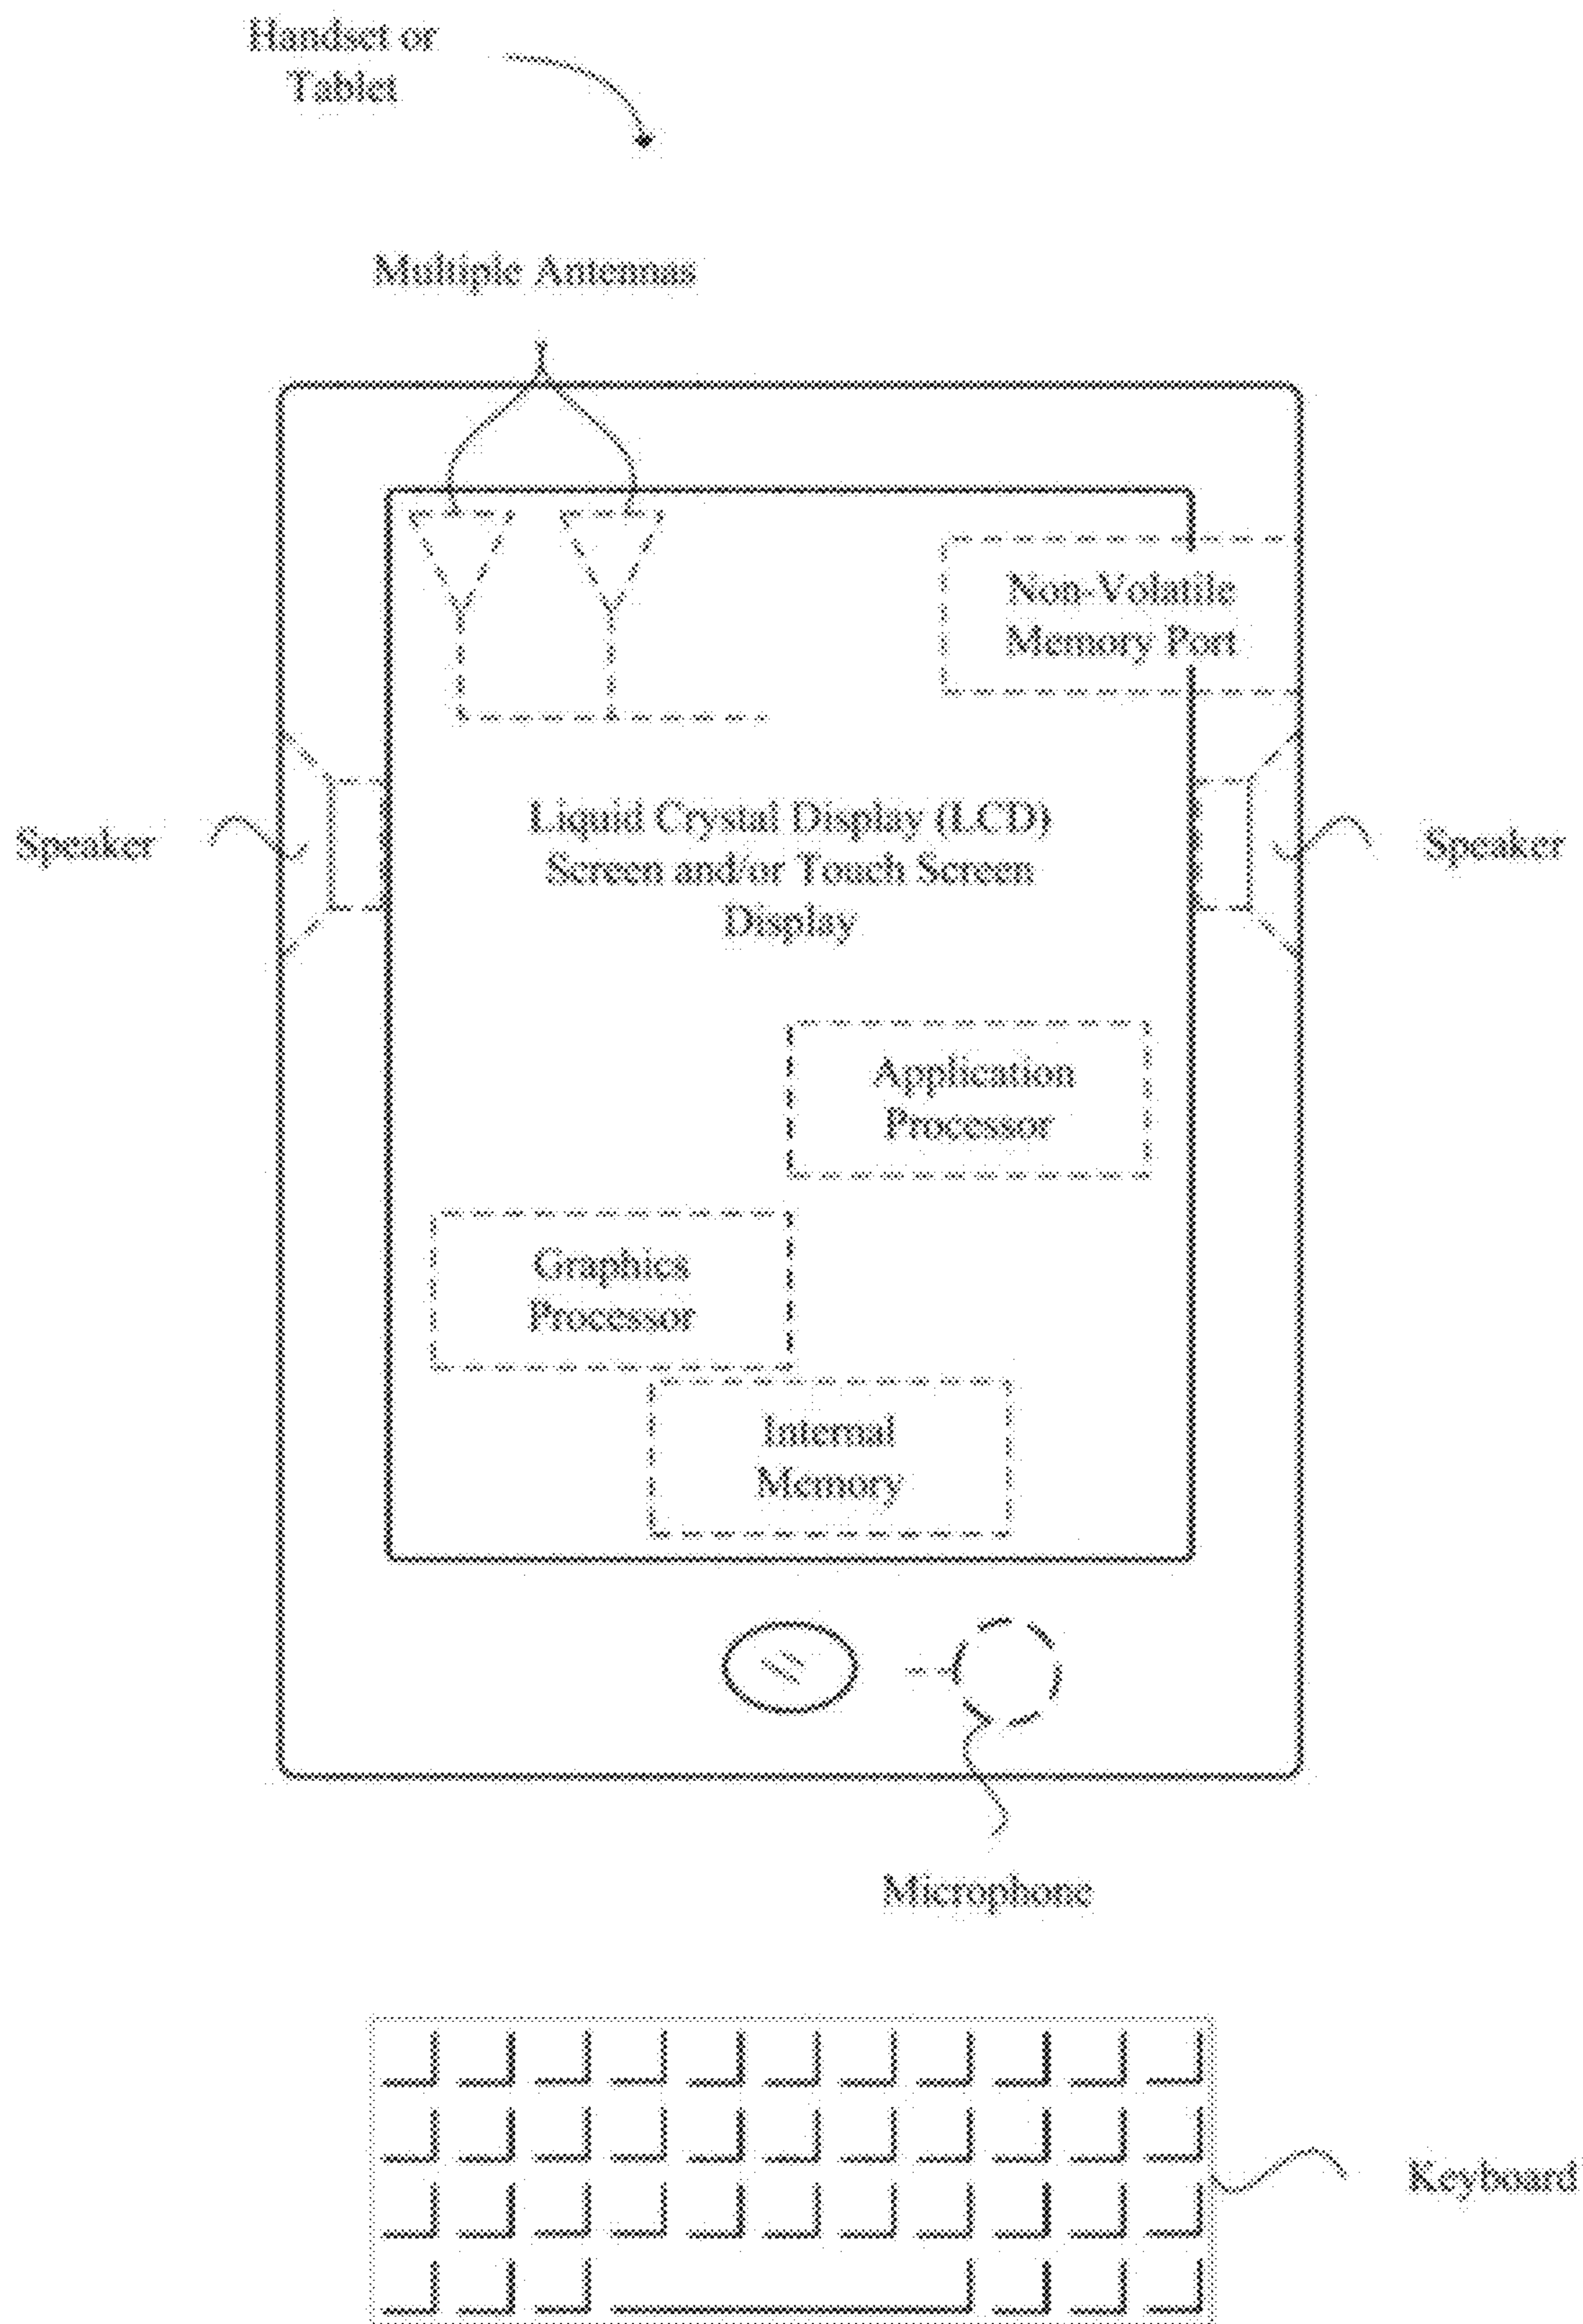 Handset or
Tablet
Multiple Antennas
Non-Volatile
Memory Port
Speaker
Liquid Crystal Display (LCD)
Screen and/or Touch Screen
Display
Speaker
Application
Processor
Graphics
Processor
Internal
Memory
Microphone
Keyboard